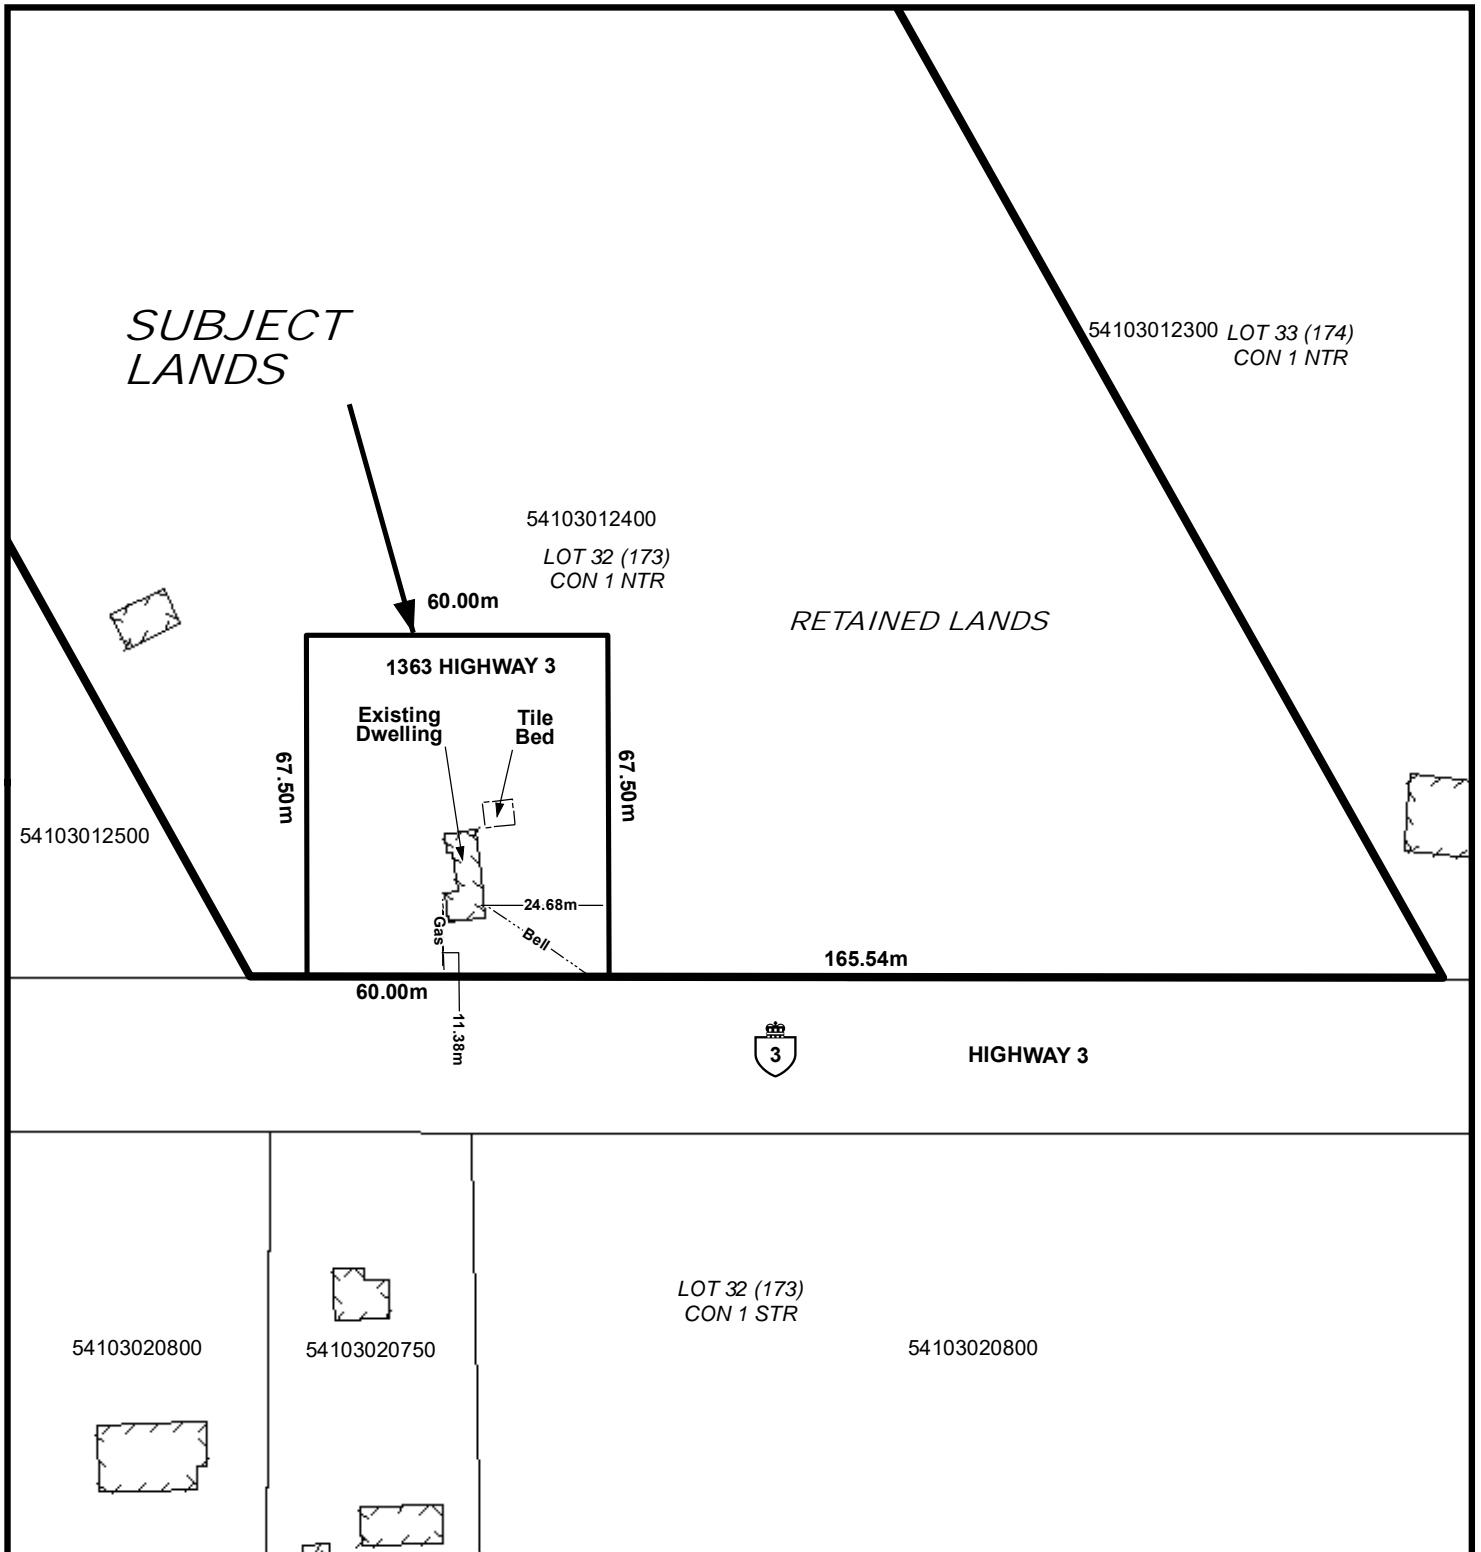 SUBJECT
LANDS
54103012300 LOT 33 (174)
CON 1 NTR
54103012400
LOT 32 (173)
CON 1 NTR
60.00m
RETAINED LANDS
1363 HIGHWAY 3
Existing
Dwelling
Tile
Bed
67.50m
67.50m
54103012500
24.68m
Gas
Bell
165.54m
60.00m
11.38m
3
HIGHWAY 3
LOT 32 (173)
CON 1 STR
54103020800
54103020750
54103020800